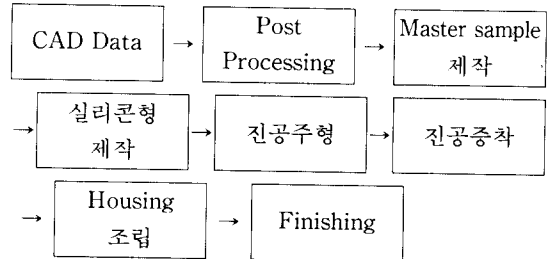 CAD Data → Post Processing → Master sample 제작
→ 실리콘형 제작 → 진공주형 → 진공증착
→ Housing 조립 → Finishing